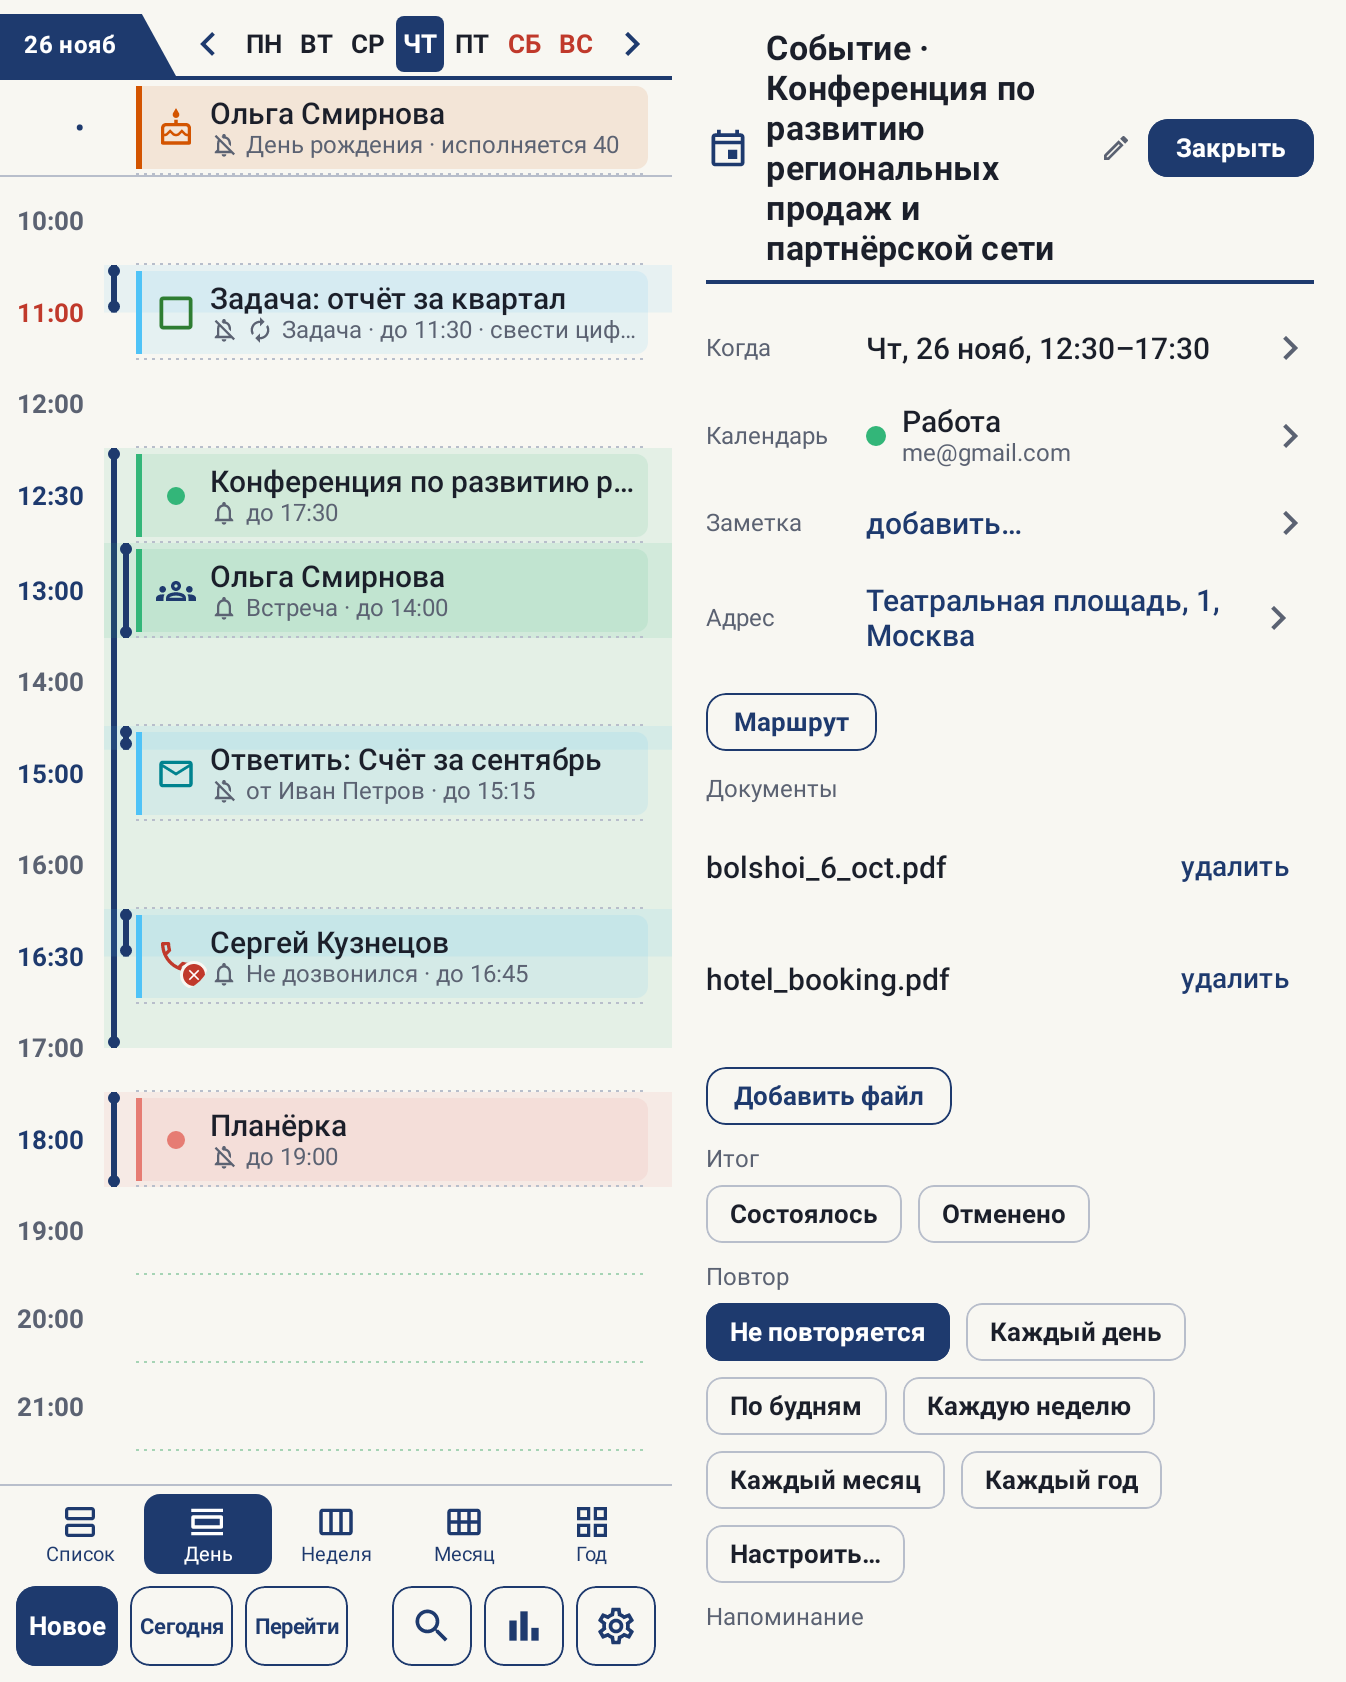 26 нояб
ПН ВТ СР ЧТ ПТ СБ ВС
Ольга Смирнова
День рождения · исполняется 40
10:00
11:00
Задача: отчёт за квартал
Задача · до 11:30 · свести циф…
12:00
12:30
Конференция по развитию р…
до 17:30
13:00
Ольга Смирнова
Встреча · до 14:00
14:00
15:00
Ответить: Счёт за сентябрь
от Иван Петров · до 15:15
16:00
16:30
Сергей Кузнецов
Не дозвонился · до 16:45
17:00
18:00
Планёрка
до 19:00
19:00
20:00
21:00
Список День Неделя Месяц Год
Новое Сегодня Перейти
Событие ·
Конференция по
развитию
региональных
продаж и
партнёрской сети
Закрыть
Когда Чт, 26 нояб, 12:30–17:30
Календарь Работа
me@gmail.com
Заметка добавить…
Адрес Театральная площадь, 1,
Москва
Маршрут
Документы
bolshoi_6_oct.pdf удалить
hotel_booking.pdf удалить
Добавить файл
Итог
Состоялось Отменено
Повтор
Не повторяется Каждый день
По будням Каждую неделю
Каждый месяц Каждый год
Настроить…
Напоминание